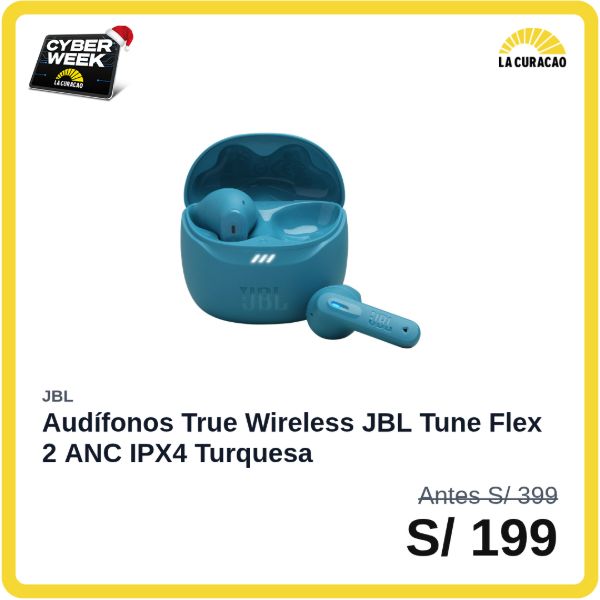 CYBER
WEEK
LA CURACAO
LA CURACAO
JBL
JBL
JBL
Audífonos True Wireless JBL Tune Flex
2 ANC IPX4 Turquesa
Antes S/ 399
S/ 199